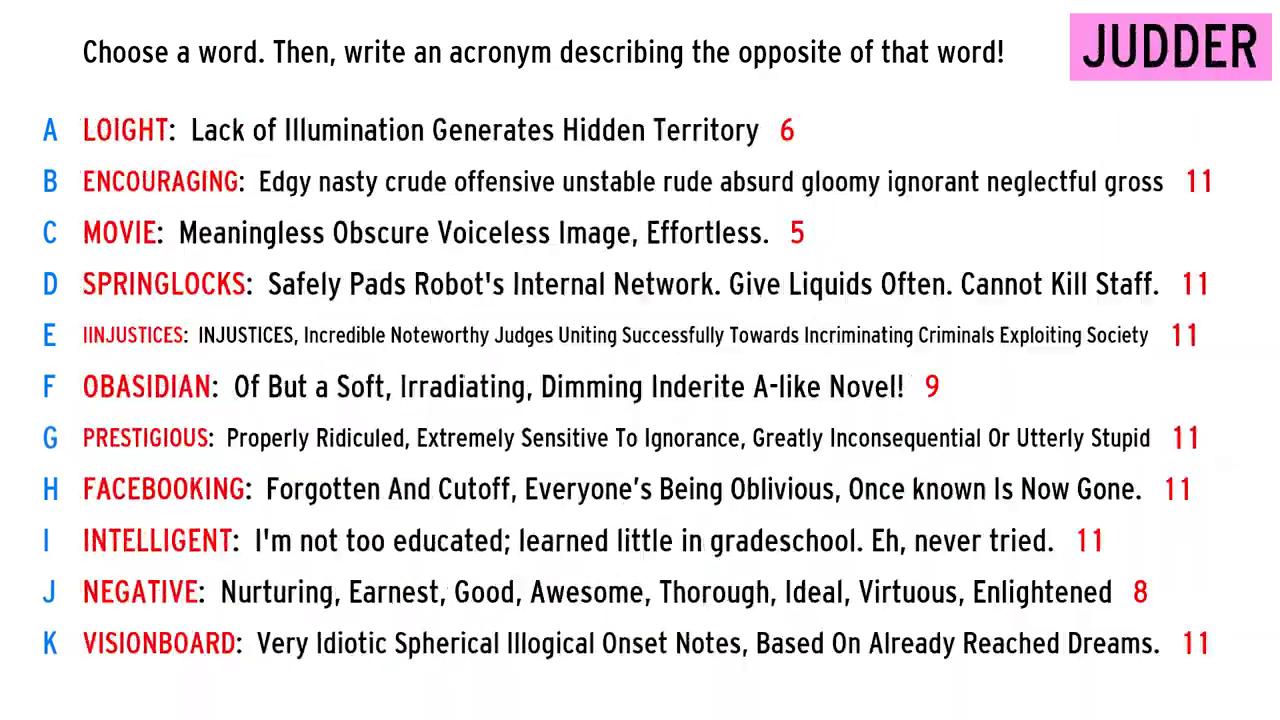 Choose a word. Then, write an acronym describing the opposite of that word!
JUDDER
A LOIGHT: Lack of Illumination Generates Hidden Territory 6
B ENCOURAGING: Edgy nasty crude offensive unstable rude absurd gloomy ignorant neglectful gross 11
C MOVIE: Meaningless Obscure Voiceless Image, Effortless. 5
D SPRINGLOCKS: Safely Pads Robot's Internal Network. Give Liquids Often. Cannot Kill Staff. 11
E IINJUSTICES: INJUSTICES, Incredible Noteworthy Judges Uniting Successfully Towards Incriminating Criminals Exploiting Society 11
F OBASIDIAN: Of But a Soft, Irradiating, Dimming Inderite A-like Novel! 9
G PRESTIGIOUS: Properly Ridiculed, Extremely Sensitive To Ignorance, Greatly Inconsequential Or Utterly Stupid 11
H FACEBOOKING: Forgotten And Cutoff, Everyone’s Being Oblivious, Once known Is Now Gone. 11
I INTELLIGENT: I'm not too educated; learned little in gradeschool. Eh, never tried. 11
J NEGATIVE: Nurturing, Earnest, Good, Awesome, Thorough, Ideal, Virtuous, Enlightened 8
K VISIONBOARD: Very Idiotic Spherical Illogical Onset Notes, Based On Already Reached Dreams. 11